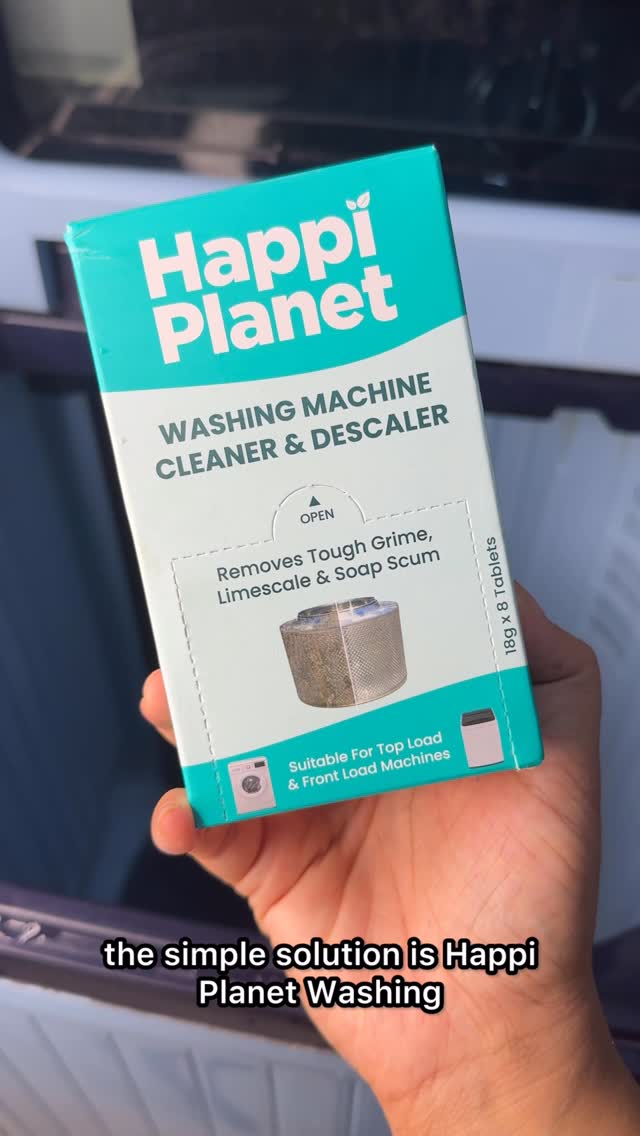 Happi
Planet
WASHING MACHINE
CLEANER & DESCALER
OPEN
Removes Tough Grime,
Limescale & Soap Scum
18g x 8 Tablets
Suitable For Top Load
& Front Load Machines
the simple solution is Happi
Planet Washing